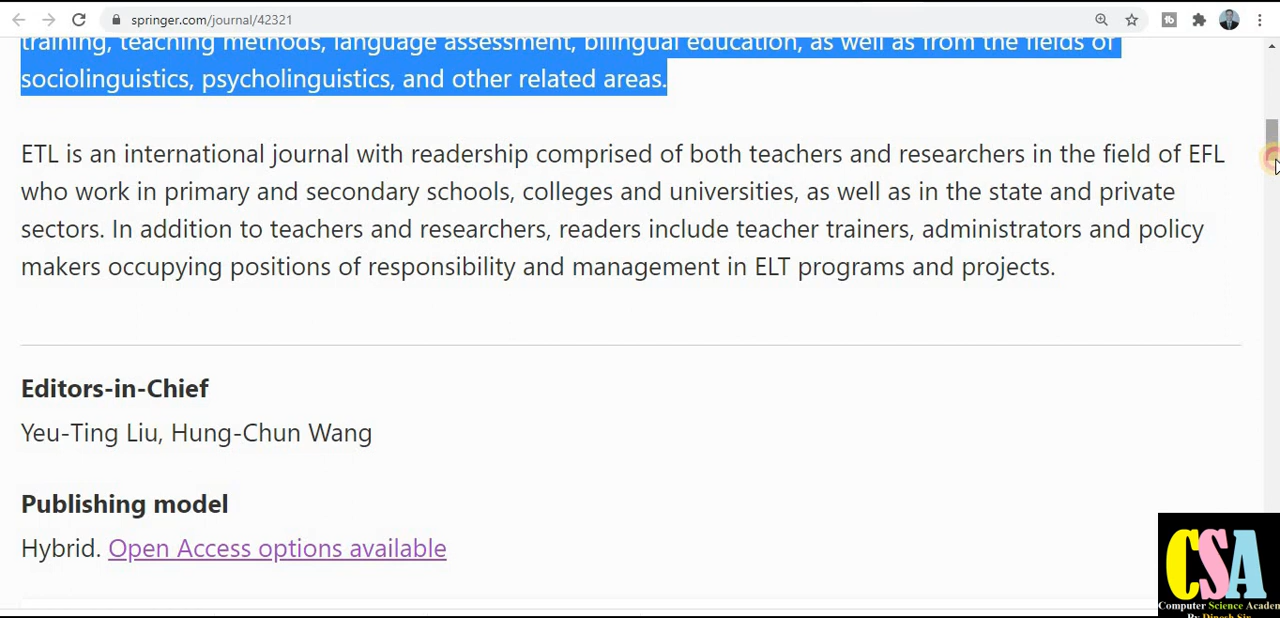 springer.com/journal/42321
training, teaching methods, language assessment, bilingual education, as well as from the fields of
sociolinguistics, psycholinguistics, and other related areas.
ETL is an international journal with readership comprised of both teachers and researchers in the field of EFL
who work in primary and secondary schools, colleges and universities, as well as in the state and private
sectors. In addition to teachers and researchers, readers include teacher trainers, administrators and policy
makers occupying positions of responsibility and management in ELT programs and projects.
Editors-in-Chief
Yeu-Ting Liu, Hung-Chun Wang
Publishing model
Hybrid. Open Access options available
CSA
Computer Science Academ
By Dinesh Sir